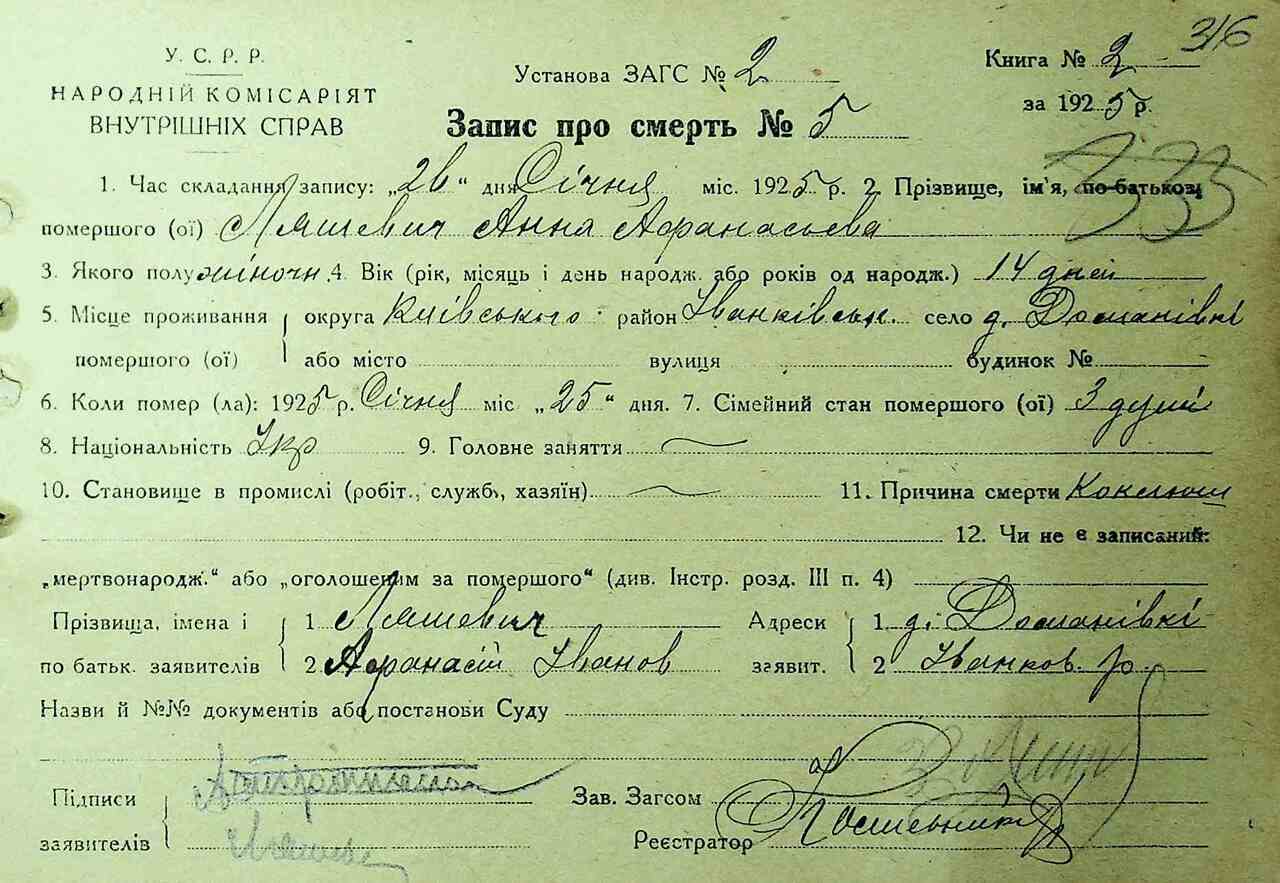 316
У. С. Р. Р.
НАРОДНІЙ КОМІСАРІЯТ
ВНУТРІШНІХ СПРАВ
Установа ЗАГС № 2
Книга № 2
за 1925 р.
Запис про смерть № 5
333
1. Час складання запису: „26“ дня Січня міс. 1925 р. 2. Прізвище, ім'я, по-батькові
помершого (ої) Ляшевич Анна Афанасьева
3. Якого полу жіночн. 4. Вік (рік, місяць і день народж. або років од народж.) 14 дней
5. Місце проживання округа Київського район Іванківськ. село д. Доманівкі
помершого (ої) або місто вулиця будинок №
6. Коли помер (ла): 1925 р. Січня міс „25“ дня. 7. Сімейний стан помершого (ої) 3 душі
8. Національність Укр 9. Головне заняття
10. Становище в промислі (робіт., служб, хазяїн) 11. Причина смерти Коклюш
12. Чи не є записаний:
„мертвонародж.“ або „оголошеним за помершого“ (див. Інстр. розд. III п. 4)
Прізвища, імена і 1 Ляшевич Адреси 1. д. Доманівкі
по батьк. заявителів 2. Афанасій Іванов заявит. 2 Іванков. р.
Назви й №№ документів або постанови Суду
Підписи Зав. Загсом
заявителів Реєстратор